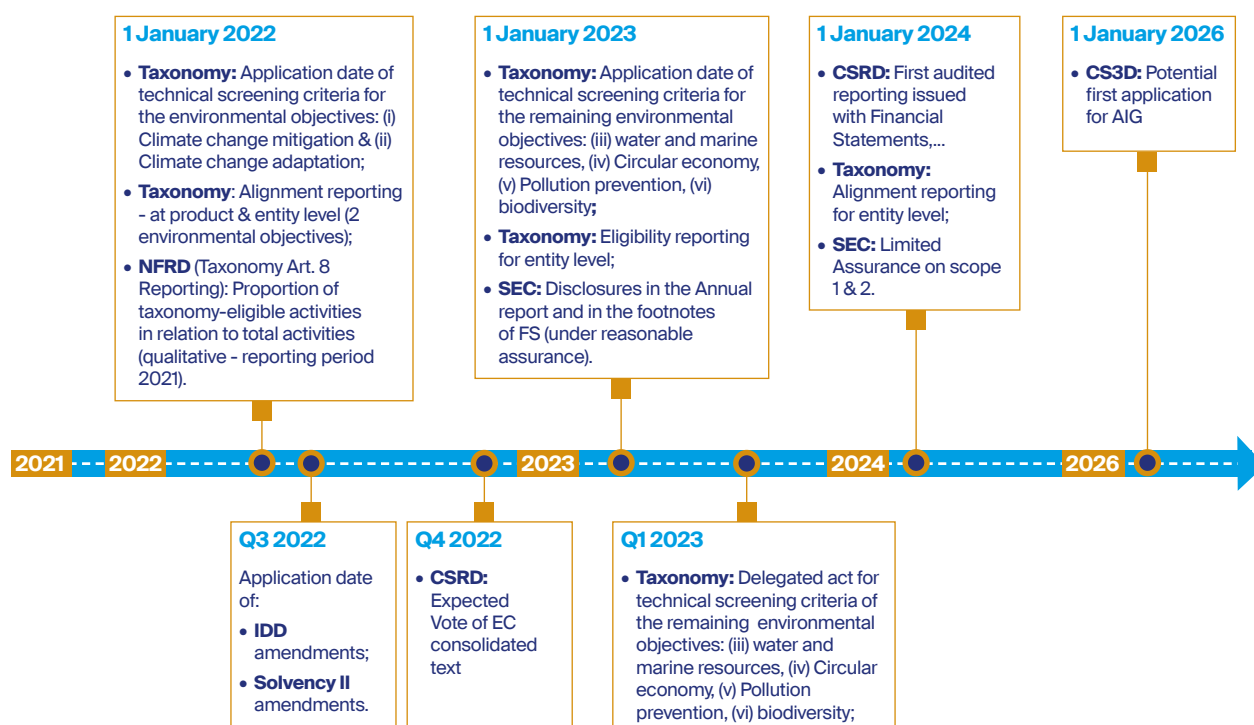 1 January 2022
• Taxonomy: Application date of
technical screening criteria for
the environmental objectives: (i)
Climate change mitigation & (ii)
Climate change adaptation;
• Taxonomy: Alignment reporting
- at product & entity level (2
environmental objectives);
• NFRD (Taxonomy Art. 8
Reporting): Proportion of
taxonomy-eligible activities
in relation to total activities
(qualitative - reporting period
2021).
1 January 2023
• Taxonomy: Application date of
technical screening criteria for
the remaining environmental
objectives: (iii) water and marine
resources, (iv) Circular economy,
(v) Pollution prevention, (vi)
biodiversity;
• Taxonomy: Eligibility reporting
for entity level;
• SEC: Disclosures in the Annual
report and in the footnotes
of FS (under reasonable
assurance).
1 January 2024
• CSRD: First audited
reporting issued
with Financial
Statements,...
• Taxonomy:
Alignment reporting
for entity level;
• SEC: Limited
Assurance on scope
1 & 2.
1 January 2026
• CS3D: Potential
first application
for AIG
2021 2022 2023 2024 2026
Q3 2022
Application date
of:
• IDD
amendments;
• Solvency II
amendments.
Q4 2022
• CSRD:
Expected
Vote of EC
consolidated
text
Q1 2023
• Taxonomy: Delegated act for
technical screening criteria of
the remaining environmental
objectives: (iii) water and
marine resources, (iv) Circular
economy, (v) Pollution
prevention, (vi) biodiversity;